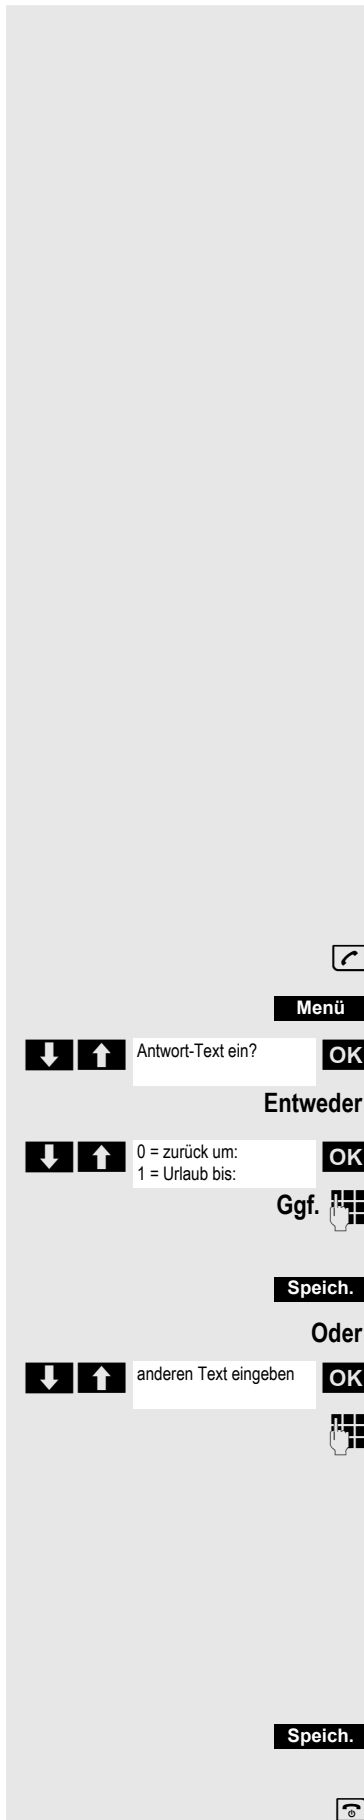 Menü
Antwort-Text ein? OK
Entweder
0 = zurück um: OK
1 = Urlaub bis:
Ggf.
Speich.
Oder
anderen Text eingeben OK
Speich.